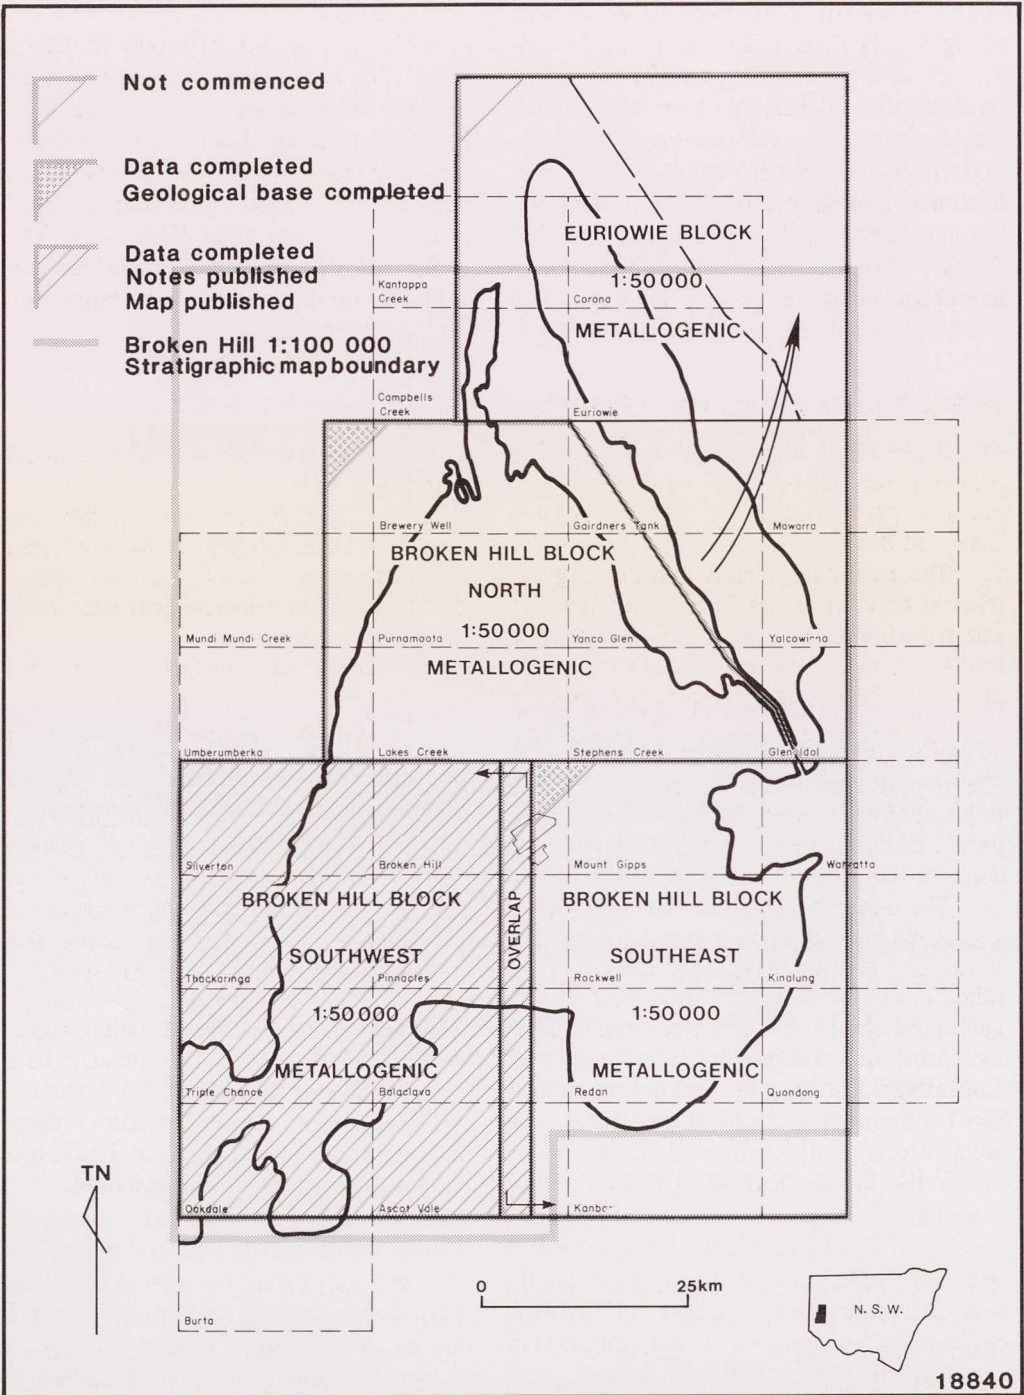 Not commenced
Data completed
Geological base completed
Data completed
Notes published
Map published
Broken Hill 1:100 000
Stratigraphic map boundary
EURIOWIE BLOCK
1:50 000
METALLOGENIC
Kantappa
Creek
Corona
Campbells
Creek
Euriowie
Brewery Well
Gairdners Tank
Mawarra
BROKEN HILL BLOCK
NORTH
1:50 000
METALLOGENIC
Mundi Mundi Creek
Purnamoota
Yanco Glen
Yalcowinna
Umberumberka
Lakes Creek
Stephens Creek
Glenidol
Silverton
Broken Hill
Mount Gipps
Wahratta
BROKEN HILL BLOCK
SOUTHWEST
1:50 000
METALLOGENIC
OVERLAP
BROKEN HILL BLOCK
SOUTHEAST
1:50 000
METALLOGENIC
Thackaringa
Pinnacles
Rockwell
Kinalung
Triple Chance
Balaclava
Redan
Quondong
Oakdale
Ascot Vale
Burta
TN
0 25km
N. S. W.
18840